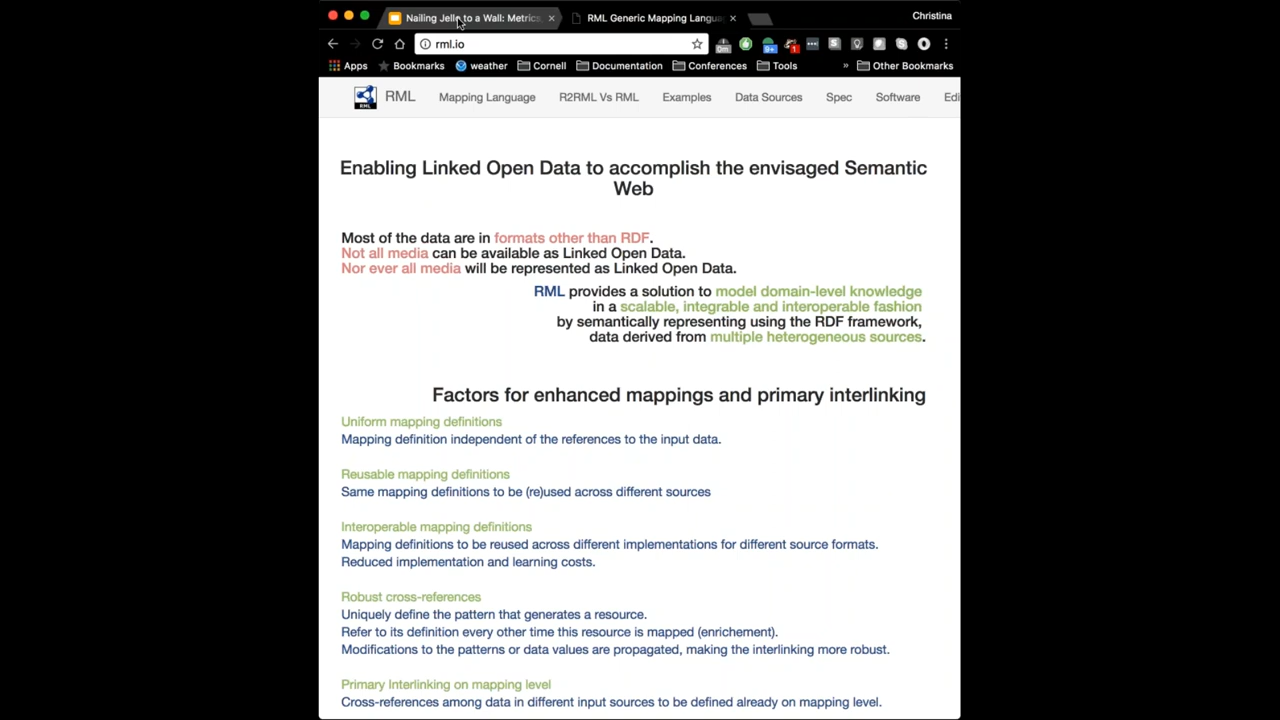 Nailing Jello to a Wall: Metrics,
RML Generic Mapping Langua
Christina
rml.io
0m
9+
1
Apps
Bookmarks
weather
Cornell
Documentation
Conferences
Tools
»
Other Bookmarks
RML
RML
Mapping Language
R2RML Vs RML
Examples
Data Sources
Spec
Software
Edi
Enabling Linked Open Data to accomplish the envisaged Semantic
Web
Most of the data are in formats other than RDF.
Not all media can be available as Linked Open Data.
Nor ever all media will be represented as Linked Open Data.
RML provides a solution to model domain-level knowledge
in a scalable, integrable and interoperable fashion
by semantically representing using the RDF framework,
data derived from multiple heterogeneous sources.
Factors for enhanced mappings and primary interlinking
Uniform mapping definitions
Mapping definition independent of the references to the input data.
Reusable mapping definitions
Same mapping definitions to be (re)used across different sources
Interoperable mapping definitions
Mapping definitions to be reused across different implementations for different source formats.
Reduced implementation and learning costs.
Robust cross-references
Uniquely define the pattern that generates a resource.
Refer to its definition every other time this resource is mapped (enrichement).
Modifications to the patterns or data values are propagated, making the interlinking more robust.
Primary Interlinking on mapping level
Cross-references among data in different input sources to be defined already on mapping level.